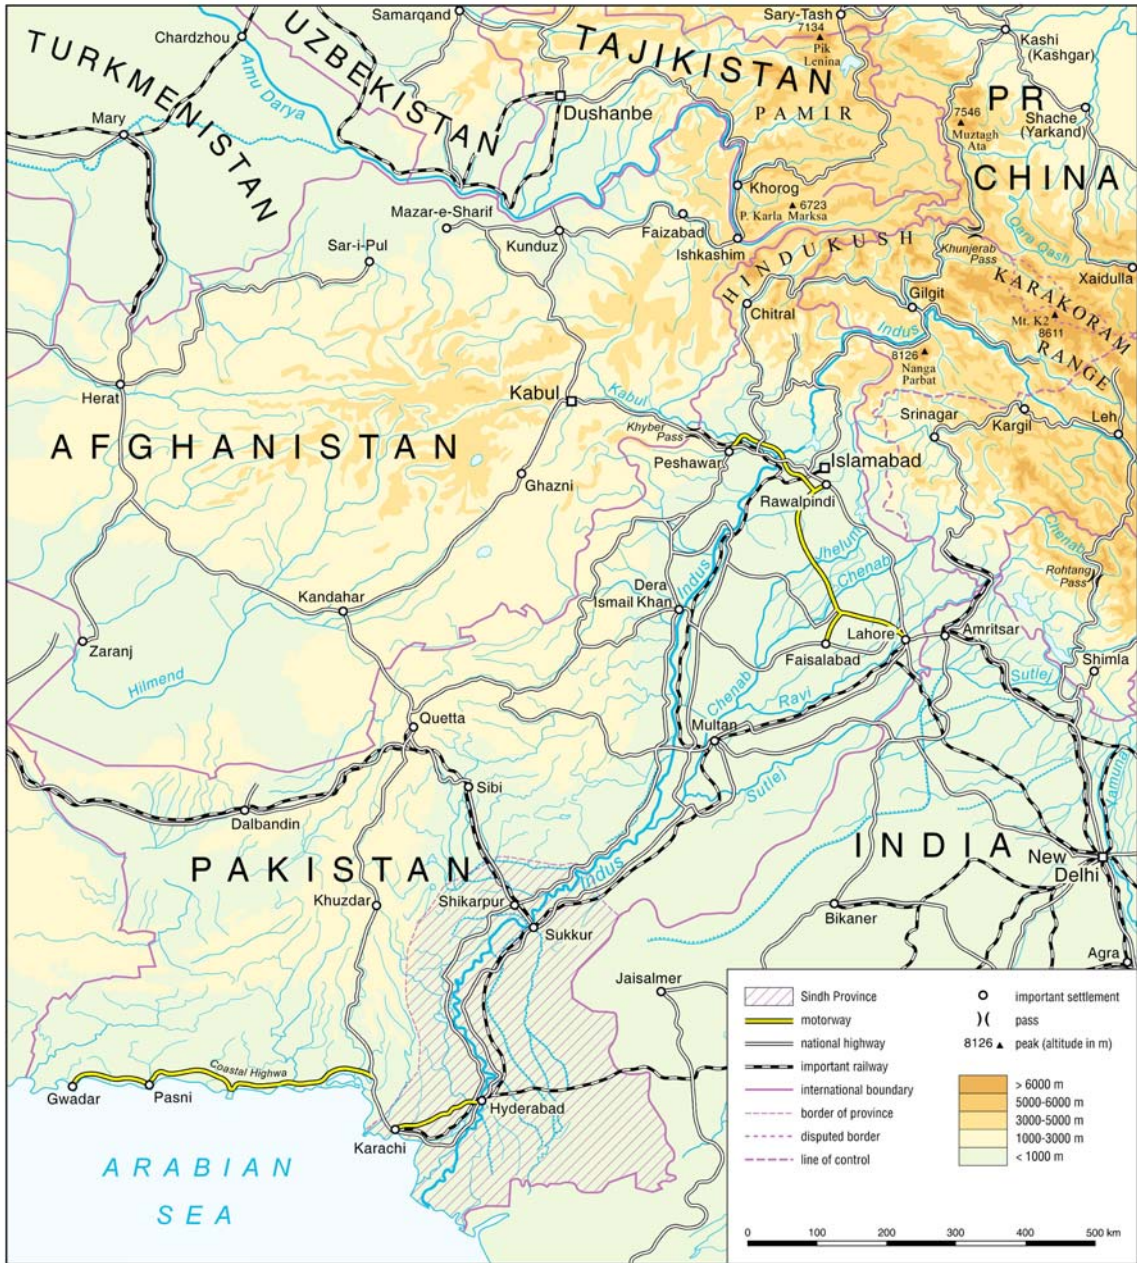 Samarqand
Sary-Tash
7134
Pik
Lenina
Chardzhou
Kashi
(Kashgar)
UZBEKISTAN
TAJIKISTAN
TURKMENISTAN
Amu Darya
Dushanbe
PAMIR
PR
CHINA
Shache
(Yarkand)
7546
Muztagh
Ata
Mary
Khorog
6723
P. Karla Marksa
Mazar-e-Sharif
Kunduz
Faizabad
Ishkashim
Sar-i-Pul
HINDUKUSH
Khunjerab
Pass
Qara Qash
Xaidulla
KARAKORAM
RANGE
Chitral
Gilgit
Indus
Mt. K2
8611
8126
Nanga
Parbat
Herat
Kabul
Kabul
Khyber
Pass
Srinagar
Kargil
Leh
AFGHANISTAN
Peshawar
Islamabad
Rawalpindi
Ghazni
Jhelum
Chenab
Chenab
Rohtang
Pass
Dera
Ismail Khan
Indus
Kandahar
Zaranj
Hilmend
Lahore
Amritsar
Faisalabad
Shimla
Sutlej
Chenab
Ravi
Quetta
Multan
Sutlej
Yamuna
Sibi
Dalbandin
PAKISTAN
INDIA
New
Delhi
Indus
Khuzdar
Shikarpur
Sukkur
Bikaner
Agra
Jaisalmer
Coastal Highwa
Gwadar
Pasni
Hyderabad
Karachi
ARABIAN
SEA
Sindh Province
motorway
national highway
important railway
international boundary
border of province
disputed border
line of control
important settlement
pass
8126 peak (altitude in m)
> 6000 m
5000-6000 m
3000-5000 m
1000-3000 m
< 1000 m
0 100 200 300 400 500 km